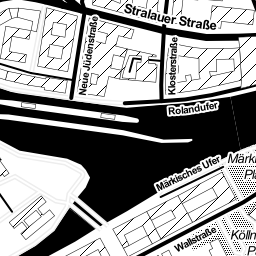 Stralauer Straße
Neue Jüdenstraße
Klosterstraße
Rolandufer
Märkisches Ufer
Wallstraße